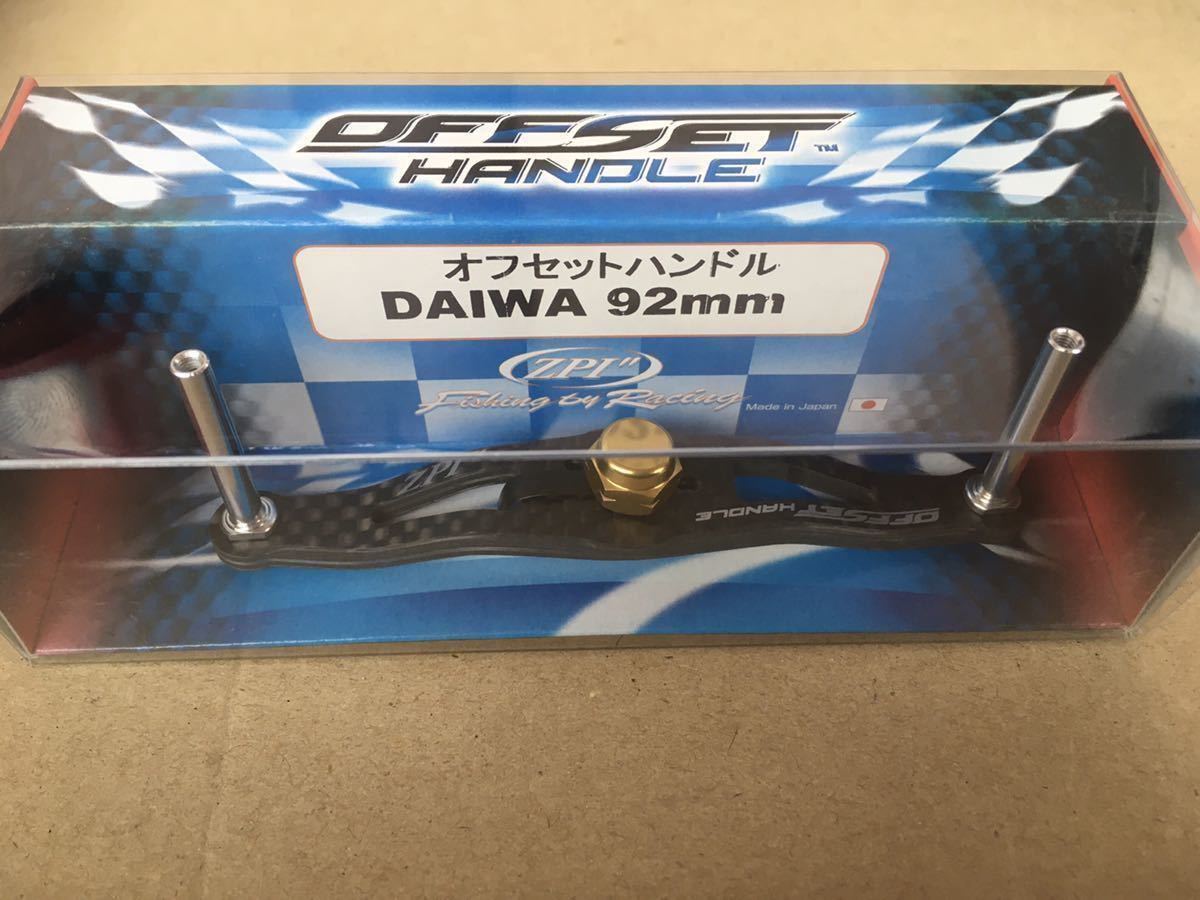 OFFSET TM
HANDLE
オフセットハンドル
DAIWA 92mm
ZPI"
Fishing by Racing
Made in Japan
ZPI"
OFFSET HANDLE